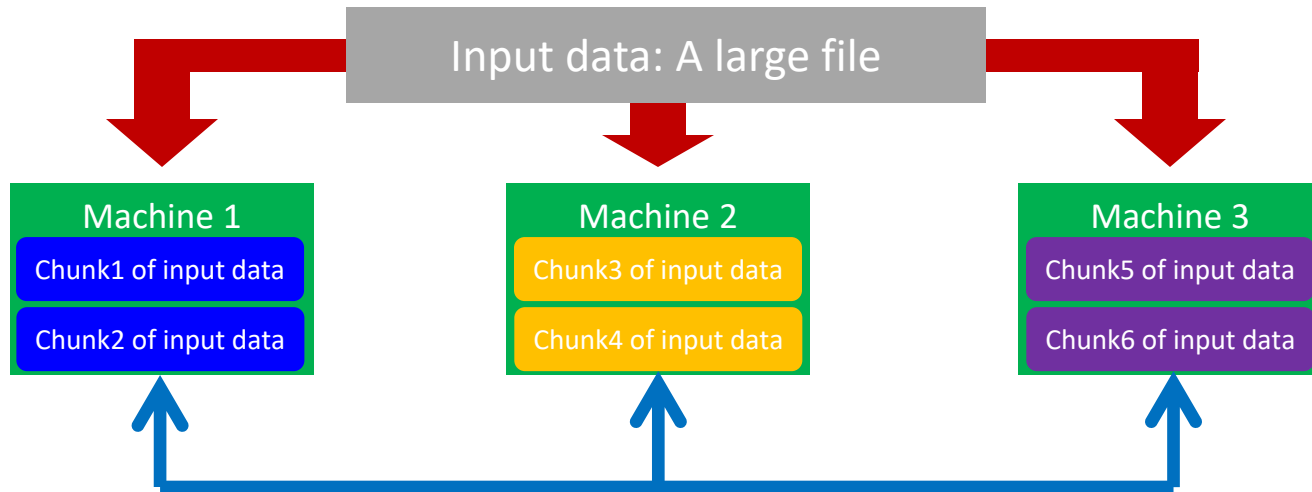 Input data: A large file
Machine 1
Chunk1 of input data
Chunk2 of input data
Machine 2
Chunk3 of input data
Chunk4 of input data
Machine 3
Chunk5 of input data
Chunk6 of input data